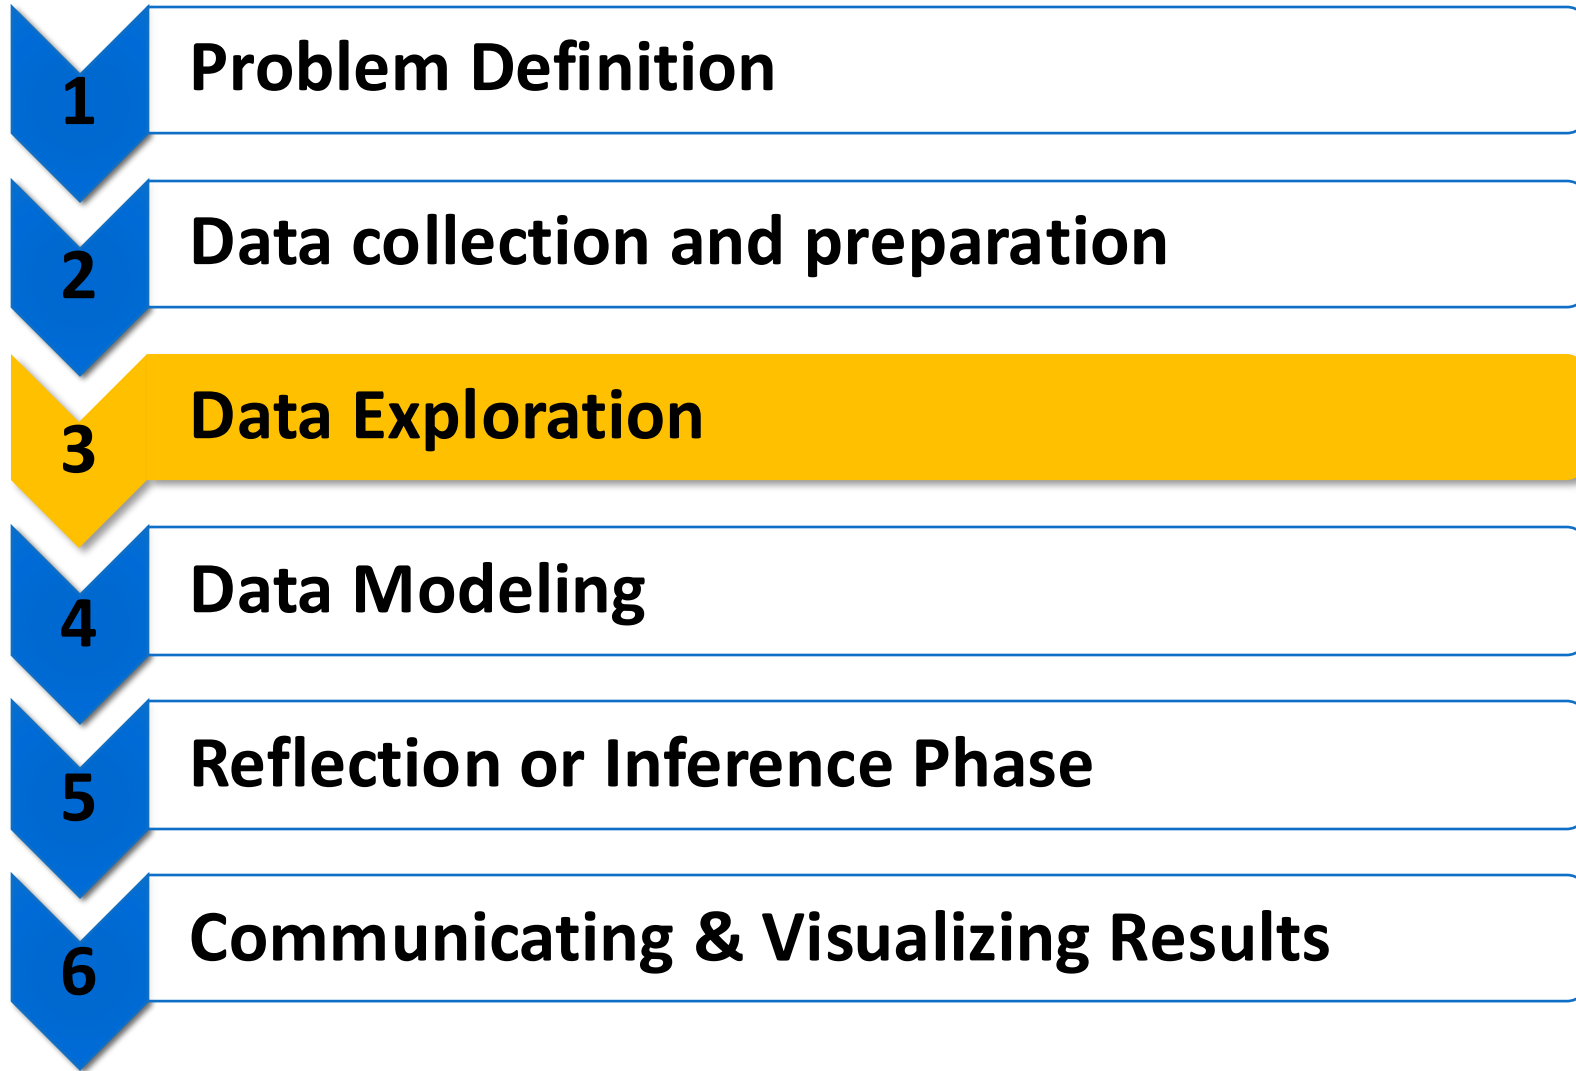 1
Problem Definition
2
Data collection and preparation
3
Data Exploration
4
Data Modeling
5
Reflection or Inference Phase
6
Communicating & Visualizing Results